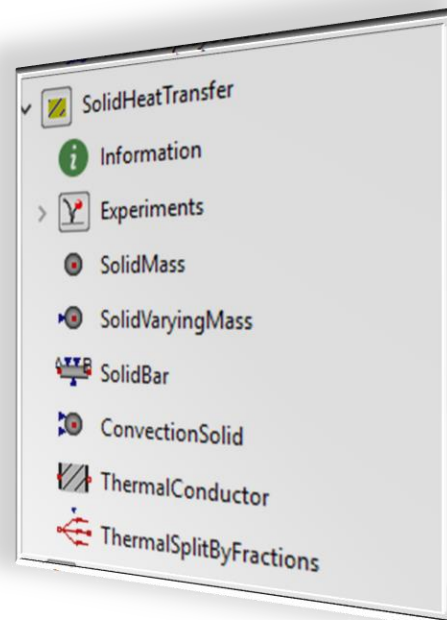 SolidHeatTransfer
Information
Experiments
SolidMass
SolidVaryingMass
SolidBar
ConvectionSolid
ThermalConductor
ThermalSplitByFractions